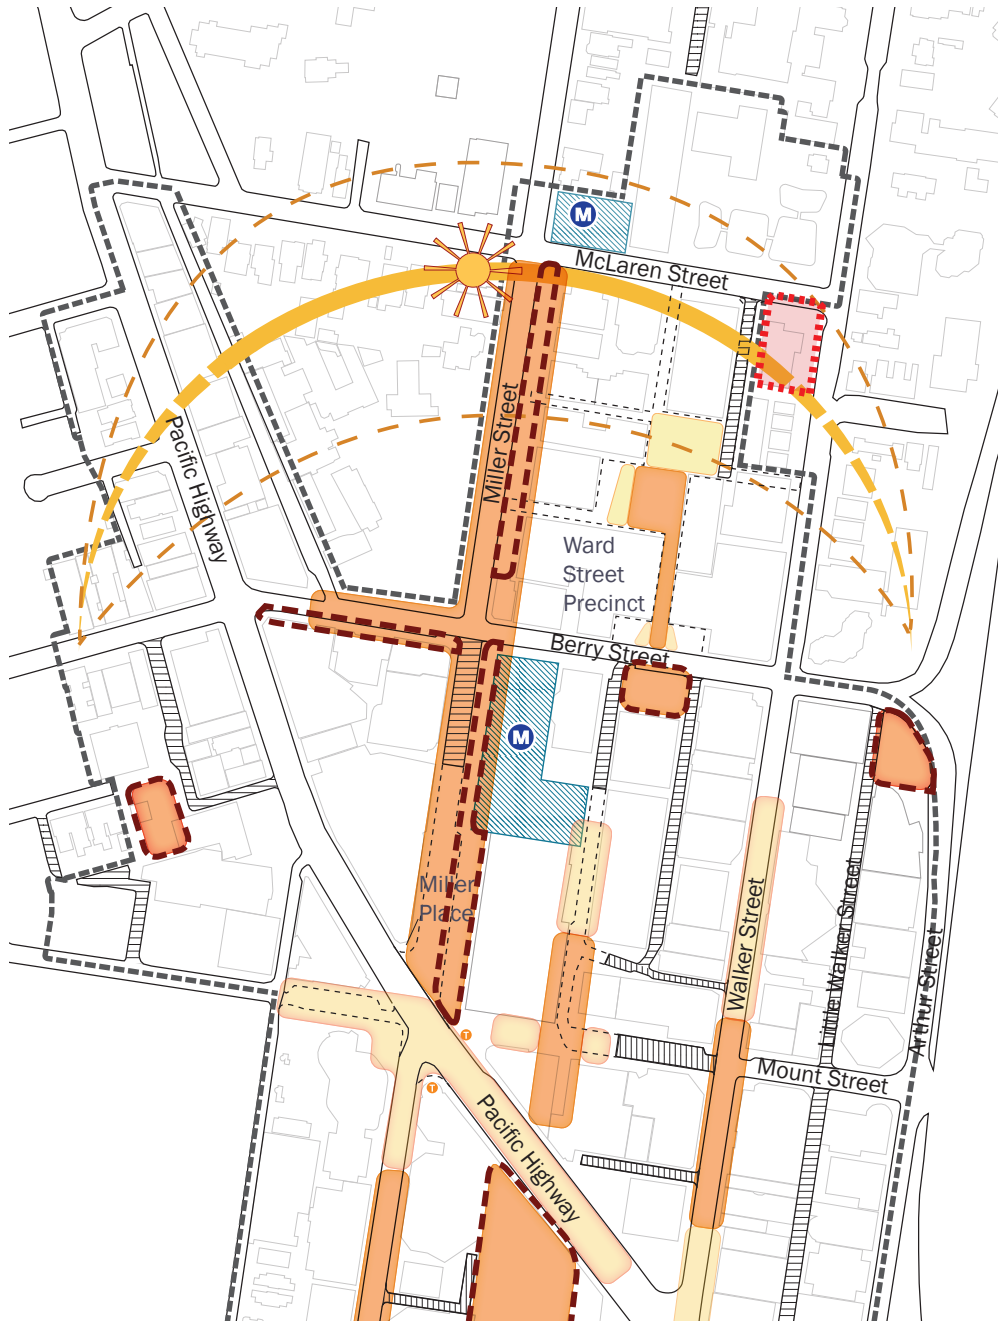 M
McLaren Street
Miller Street
Pacific Highway
Ward
Street
Precinct
Berry Street
M
Miller
Place
Walker Street
Little Walker Street
Arthur Street
T
Mount Street
T
Pacific Highway